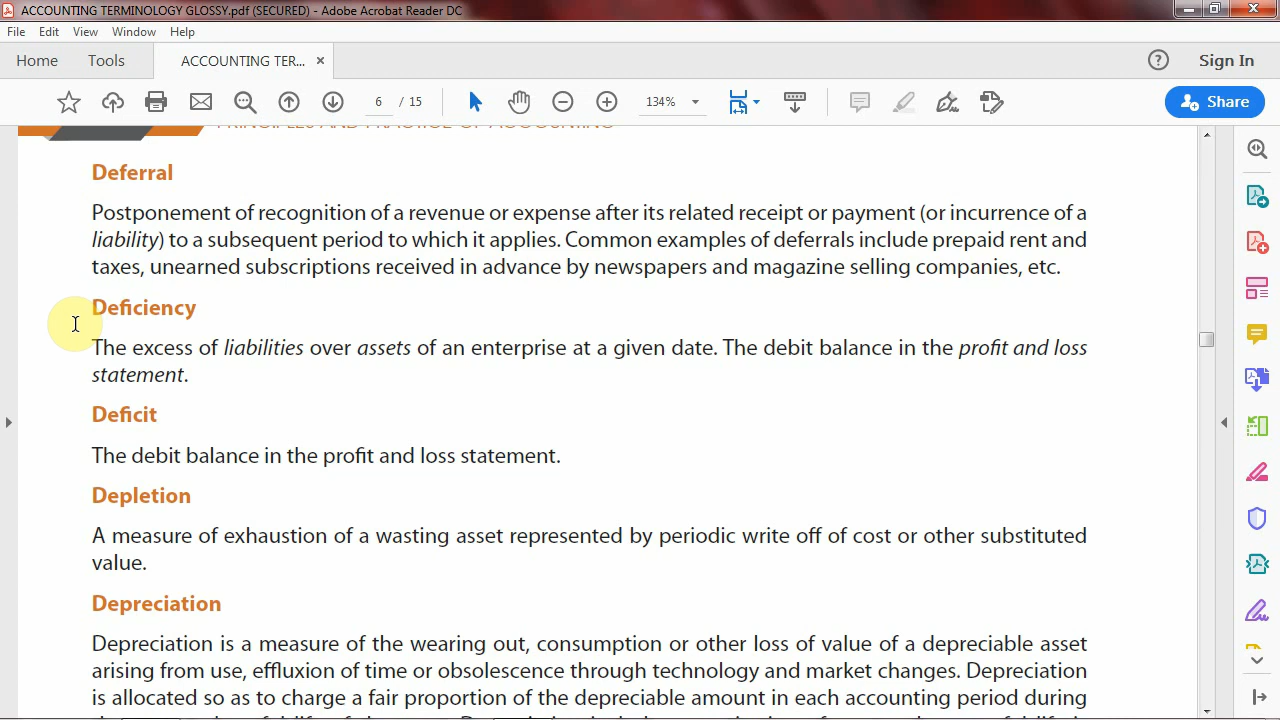 ACCOUNTING TERMINOLOGY GLOSSY.pdf (SECURED) - Adobe Acrobat Reader DC
File Edit View Window Help
Home Tools ACCOUNTING TER... × ? Sign In
6 / 15 134% Share
PRINCIPLES AND PRACTICE OF ACCOUNTING
Deferral
Postponement of recognition of a revenue or expense after its related receipt or payment (or incurrence of a
liability) to a subsequent period to which it applies. Common examples of deferrals include prepaid rent and
taxes, unearned subscriptions received in advance by newspapers and magazine selling companies, etc.
Deficiency
The excess of liabilities over assets of an enterprise at a given date. The debit balance in the profit and loss
statement.
Deficit
The debit balance in the profit and loss statement.
Depletion
A measure of exhaustion of a wasting asset represented by periodic write off of cost or other substituted
value.
Depreciation
Depreciation is a measure of the wearing out, consumption or other loss of value of a depreciable asset
arising from use, effluxion of time or obsolescence through technology and market changes. Depreciation
is allocated so as to charge a fair proportion of the depreciable amount in each accounting period during